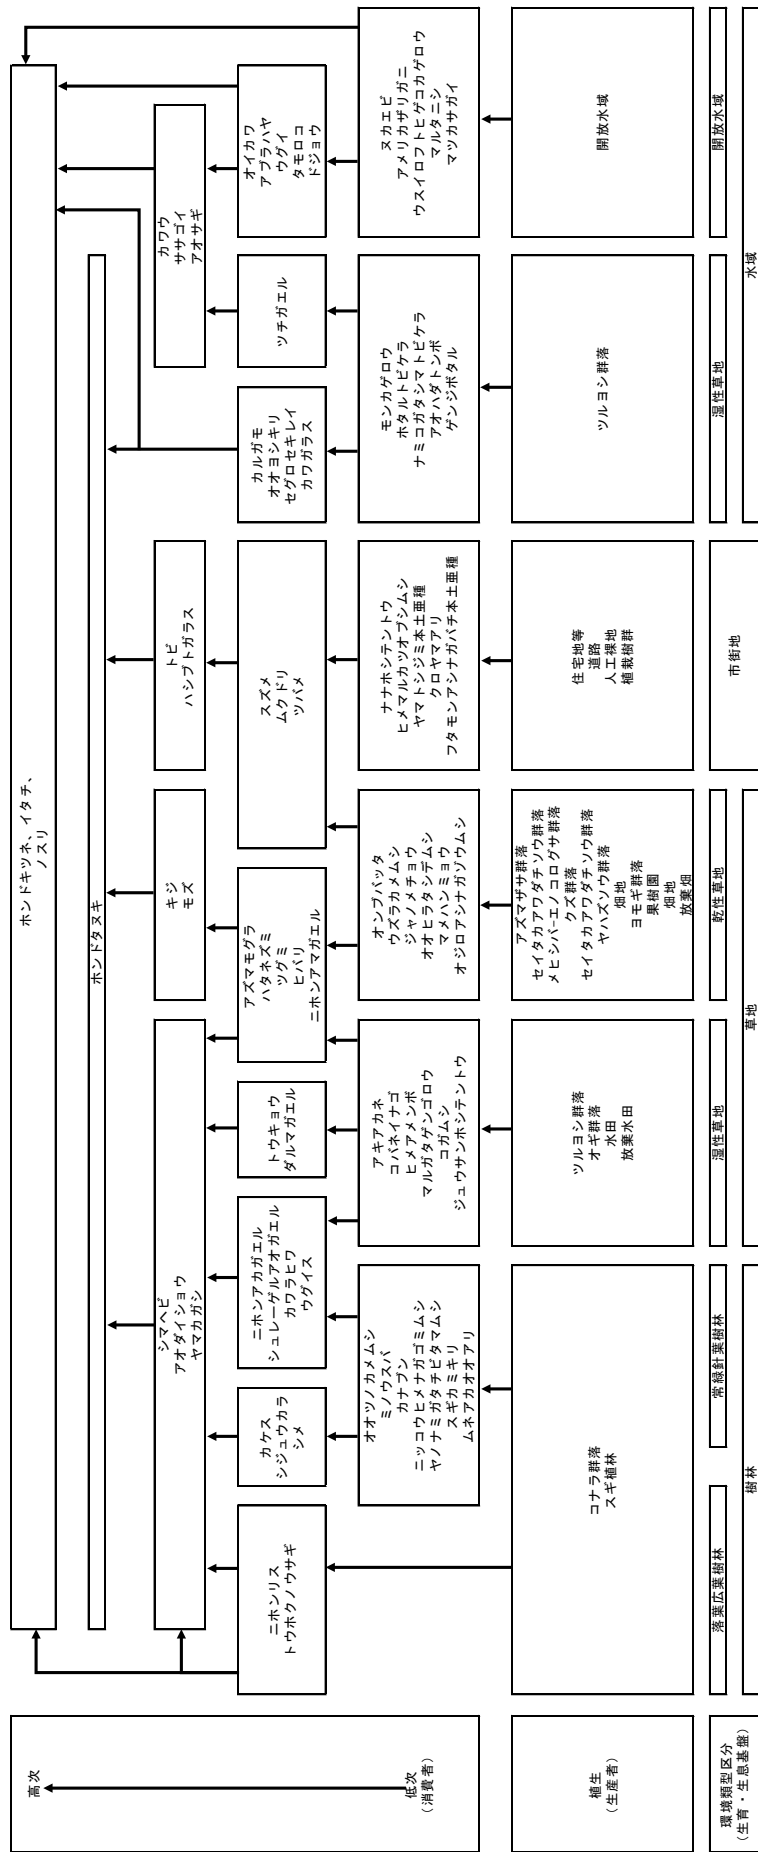 高次
低次
（消費者）
植生
（生産者）
環境類型区分
（生育・生息基盤）
ホンドキツネ、イタチ、
ノスリ
ホンドタヌキ
シマヘビ
アオダイショウ
ヤマカガシ
キジ
モズ
トビ
ハシブトガラス
カワウ
ササゴイ
アオサギ
ニホンリス
トウホクノウサギ
カケス
シジュウカラ
シメ
ニホンアカガエル
シュレーゲルアオガエル
カワラヒワ
ウグイス
トウキョウ
ダルマガエル
アズマモグラ
ハタネズミ
ツグミ
ヒバリ
ニホンアマガエル
スズメ
ムクドリ
ツバメ
カルガモ
オオヨシキリ
セグロセキレイ
カワガラス
ツチガエル
オイカワ
アブラハヤ
ウグイ
タモロコ
ドジョウ
オオツノカメムシ
ミノウスバ
カナブン
ニッコウヒメナガゴミムシ
ヤノナミガタチビタマムシ
スギカミキリ
ムネアカオオアリ
アキアカネ
コバネイナゴ
ヒメアメンボ
マルガタゲンゴロウ
コガムシ
ジュウサンホシテントウ
オンブバッタ
ウズラカメムシ
ジャノメチョウ
オオヒラタシデムシ
マメハンミョウ
オジロアシナガゾウムシ
ナナホシテントウ
ヒメマルカツオブシムシ
ヤマトシジミ本土亜種
クロヤマアリ
フタモンアシナガバチ本土亜種
モンカゲロウ
ホタルトビケラ
ナミコガタシマトビケラ
アオハダトンボ
ゲンジボタル
ヌカエビ
アメリカザリガニ
ウスイロフトヒゲコカゲロウ
マルタニシ
マツカサガイ
コナラ群落
スギ植林
ツルヨシ群落
オギ群落
水田
放棄水田
アズマザサ群落
セイタカアワダチソウ群落
メヒシバ-エノコログサ群落
クズ群落
セイタカアワダチソウ群落
ヤハズソウ群落
畑地
ヨモギ群落
果樹園
畑地
放棄畑
住宅地等
道路
人工裸地
植栽樹群
ツルヨシ群落
開放水域
落葉広葉樹林
常緑針葉樹林
湿性草地
乾性草地
市街地
湿性草地
開放水域
樹林
草地
水域